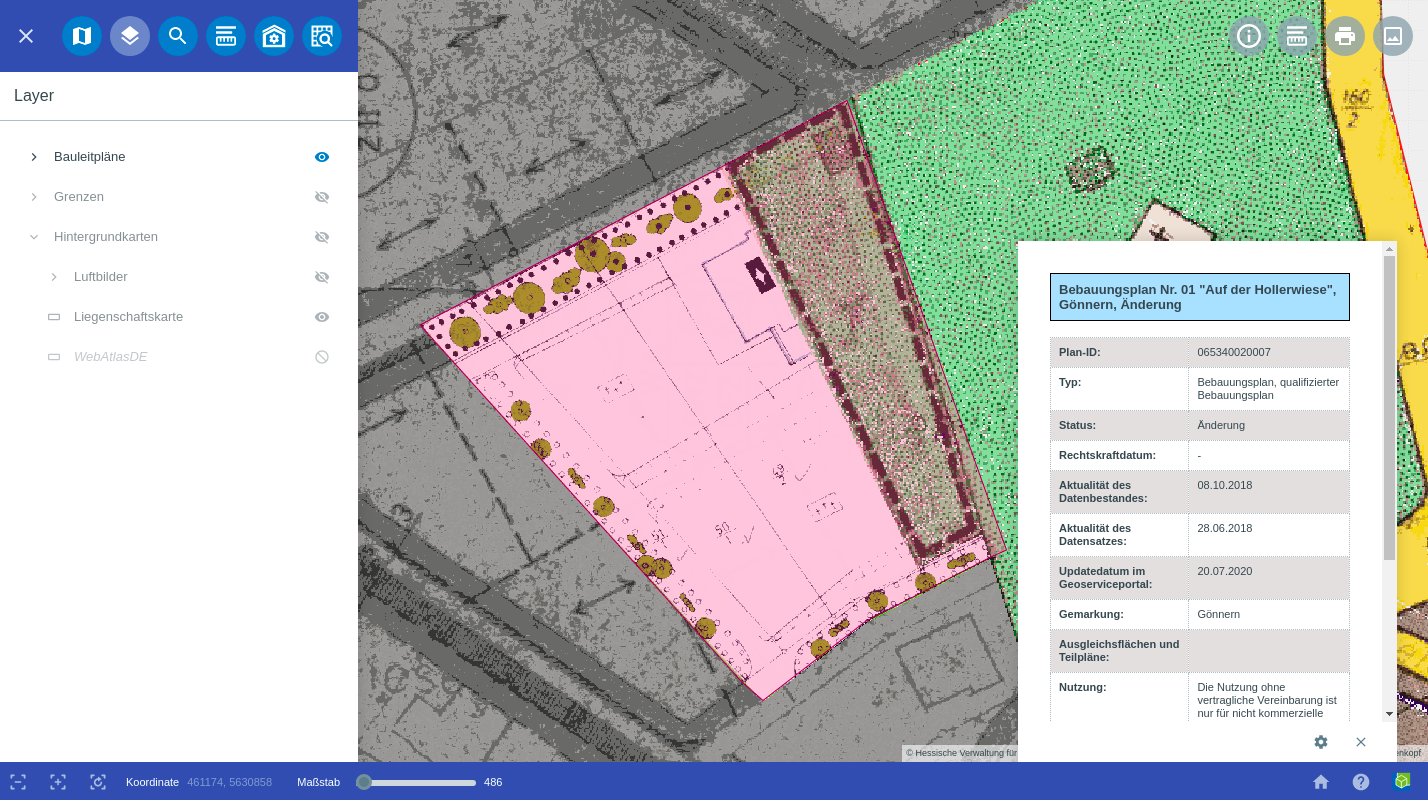 Layer
Bauleitpläne
Grenzen
Hintergrundkarten
Luftbilder
Liegenschaftskarte
WebAtlasDE
160
2
50
Bebauungsplan Nr. 01 "Auf der Hollerwiese",
Gönnern, Änderung
Plan-ID: 065340020007
Typ: Bebauungsplan, qualifizierter
Bebauungsplan
Status: Änderung
Rechtskraftdatum: -
Aktualität des
Datenbestandes: 08.10.2018
Aktualität des
Datensatzes: 28.06.2018
Updatedatum im
Geoserviceportal: 20.07.2020
Gemarkung: Gönnern
Ausgleichsflächen und
Teilpläne:
Nutzung: Die Nutzung ohne
vertragliche Vereinbarung ist
nur für nicht kommerzielle
© Hessische Verwaltung für
Koordinate 461174, 5630858 Maßstab 486